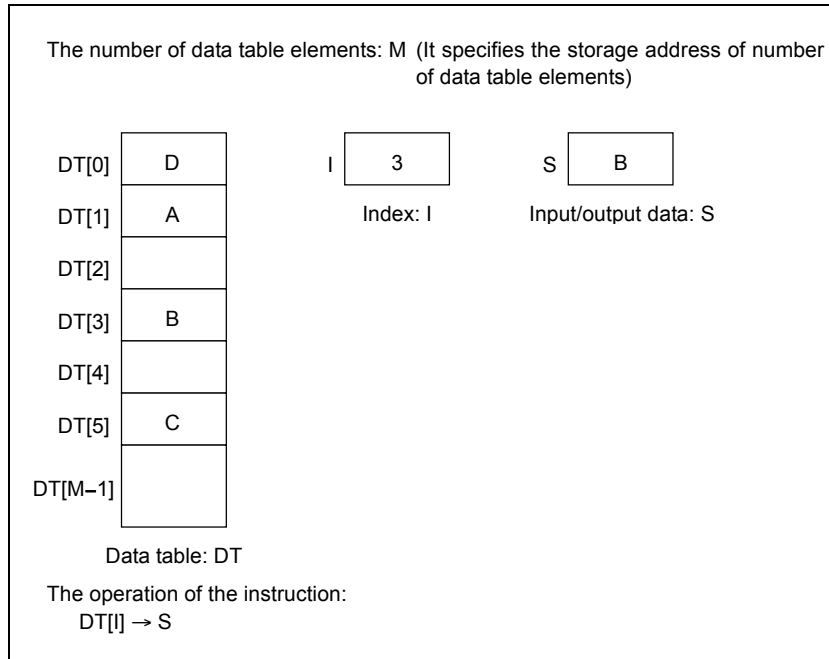 The number of data table elements: M (It specifies the storage address of number
of data table elements)
DT[0] D I 3 S B
DT[1] A Index: I Input/output data: S
DT[2]
DT[3] B
DT[4]
DT[5] C
DT[M–1]
Data table: DT
The operation of the instruction:
DT[I] → S